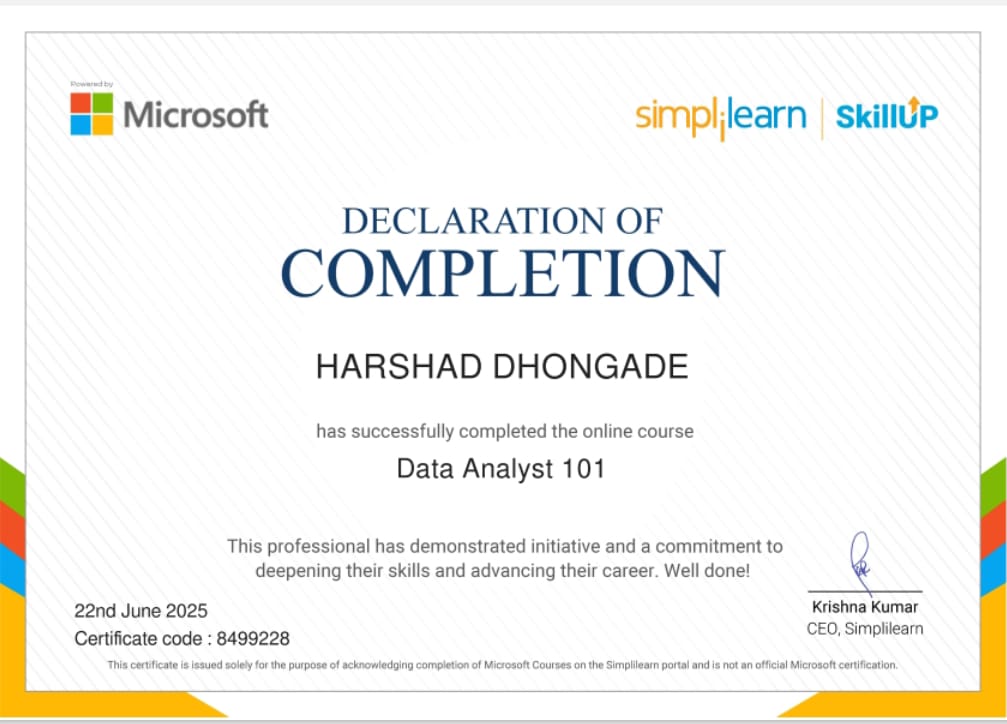 Powered by
Microsoft
simplilearn | SkillUP
DECLARATION OF
COMPLETION
HARSHAD DHONGADE
has successfully completed the online course
Data Analyst 101
This professional has demonstrated initiative and a commitment to
deepening their skills and advancing their career. Well done!
22nd June 2025
Certificate code : 8499228
Krishna Kumar
CEO, Simplilearn
This certificate is issued solely for the purpose of acknowledging completion of Microsoft Courses on the Simplilearn portal and is not an official Microsoft certification.